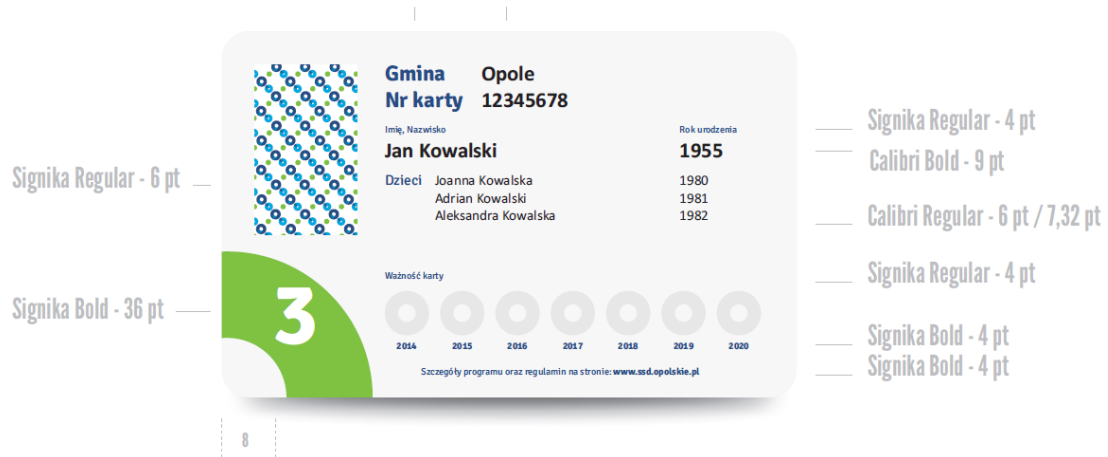 Gmina Opole
Nr karty 12345678
Imię, Nazwisko Rok urodzenia
Jan Kowalski 1955
Dzieci Joanna Kowalska 1980
Adrian Kowalski 1981
Aleksandra Kowalska 1982
Ważność karty
3
2014 2015 2016 2017 2018 2019 2020
Szczegóły programu oraz regulamin na stronie: www.ssd.opolskie.pl
Signika Regular - 6 pt
Signika Bold - 36 pt
Signika Regular - 4 pt
Calibri Bold - 9 pt
Calibri Regular - 6 pt / 7,32 pt
Signika Regular - 4 pt
Signika Bold - 4 pt
Signika Bold - 4 pt
8